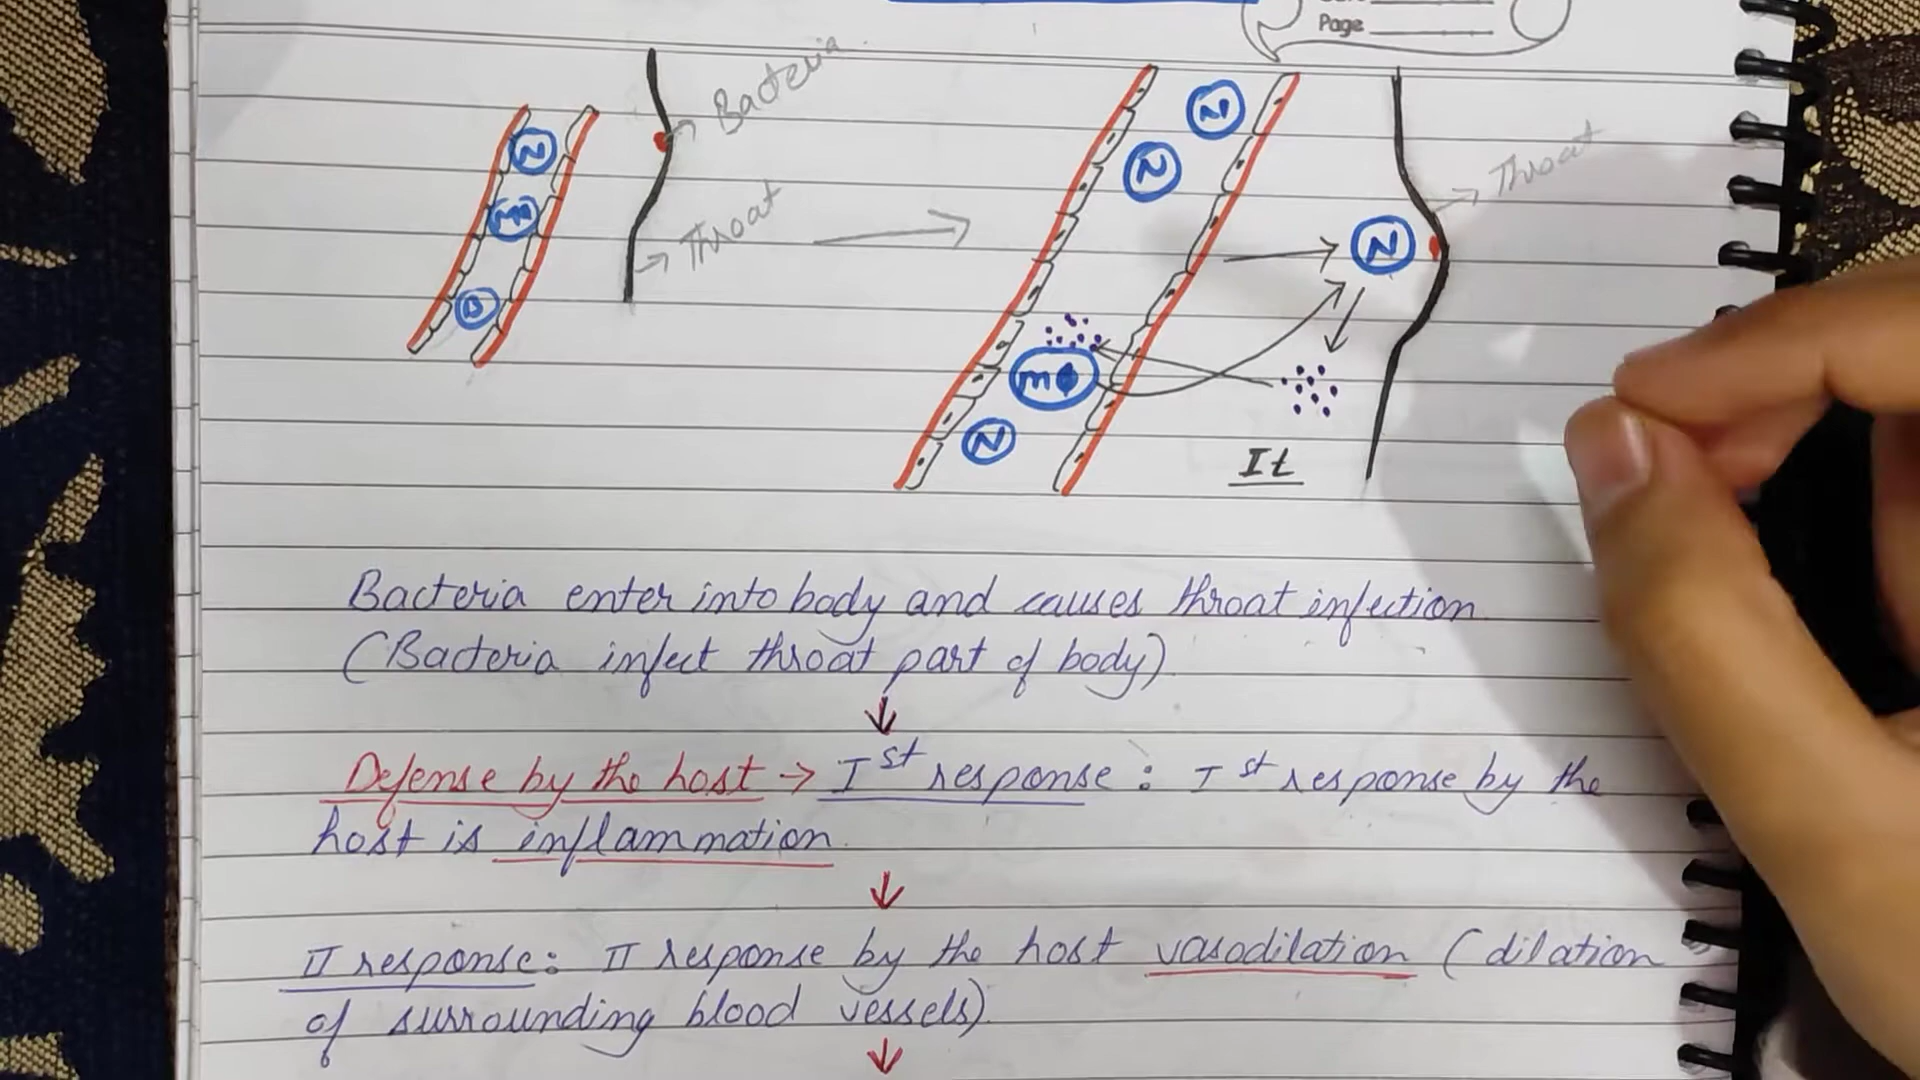 Page
Bacteria
Throat
Throat
N
N
N
N
N
mφ
It
Bacteria enter into body and causes throat infection
(Bacteria infect throat part of body)
Defense by the host → Ist response : Ist response by the
host is inflammation.
II response: II response by the host vasodilation (dilation
of surrounding blood vessels)